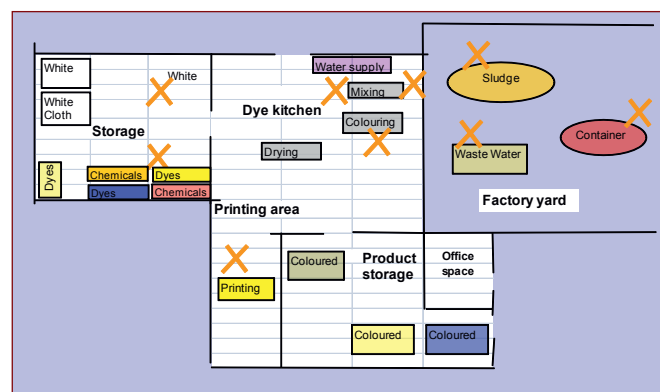 White
White
White
Cloth
Storage
Dyes
Chemicals
Dyes
Dyes
Chemicals
Water supply
Mixing
Dye kitchen
Colouring
Drying
Printing area
Sludge
Container
Waste Water
Factory yard
Printing
Coloured
Product
storage
Office
space
Coloured
Coloured